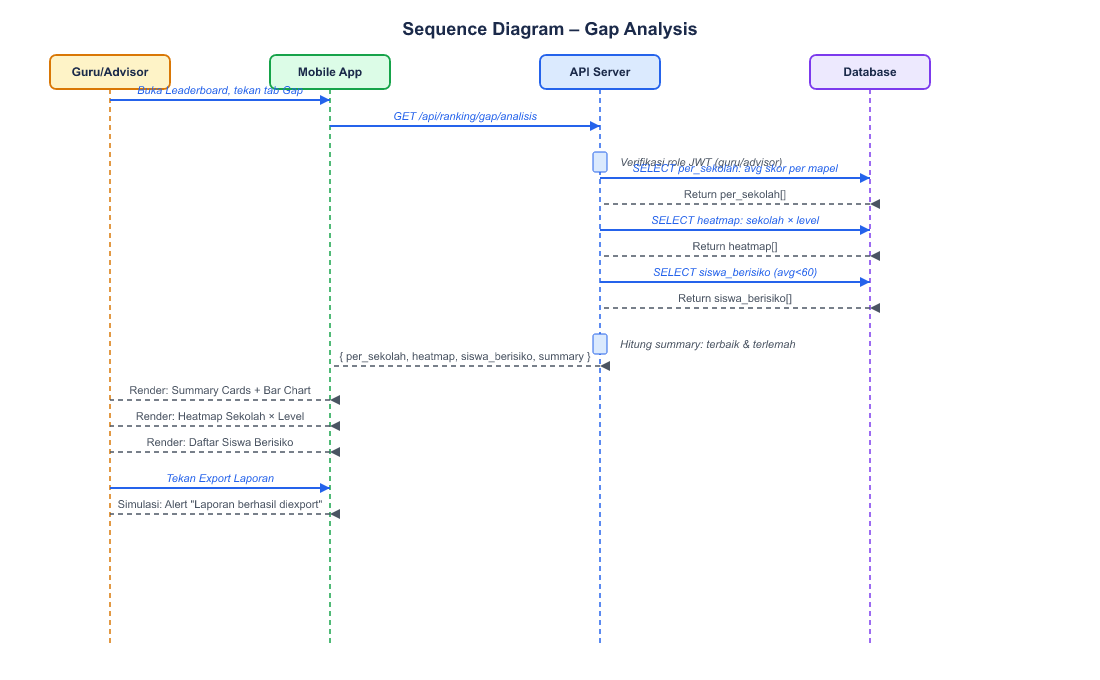 Sequence Diagram – Gap Analysis
Guru/Advisor
Mobile App
API Server
Database
Buka Leaderboard, tekan tab Gap
GET /api/ranking/gap/analisis
Verifikasi role JWT (guru/advisor)
SELECT per_sekolah: avg skor per mapel
Return per_sekolah[]
SELECT heatmap: sekolah × level
Return heatmap[]
SELECT siswa_berisiko (avg<60)
Return siswa_berisiko[]
Hitung summary: terbaik & terlemah
{ per_sekolah, heatmap, siswa_berisiko, summary }
Render: Summary Cards + Bar Chart
Render: Heatmap Sekolah × Level
Render: Daftar Siswa Berisiko
Tekan Export Laporan
Simulasi: Alert "Laporan berhasil diexport"